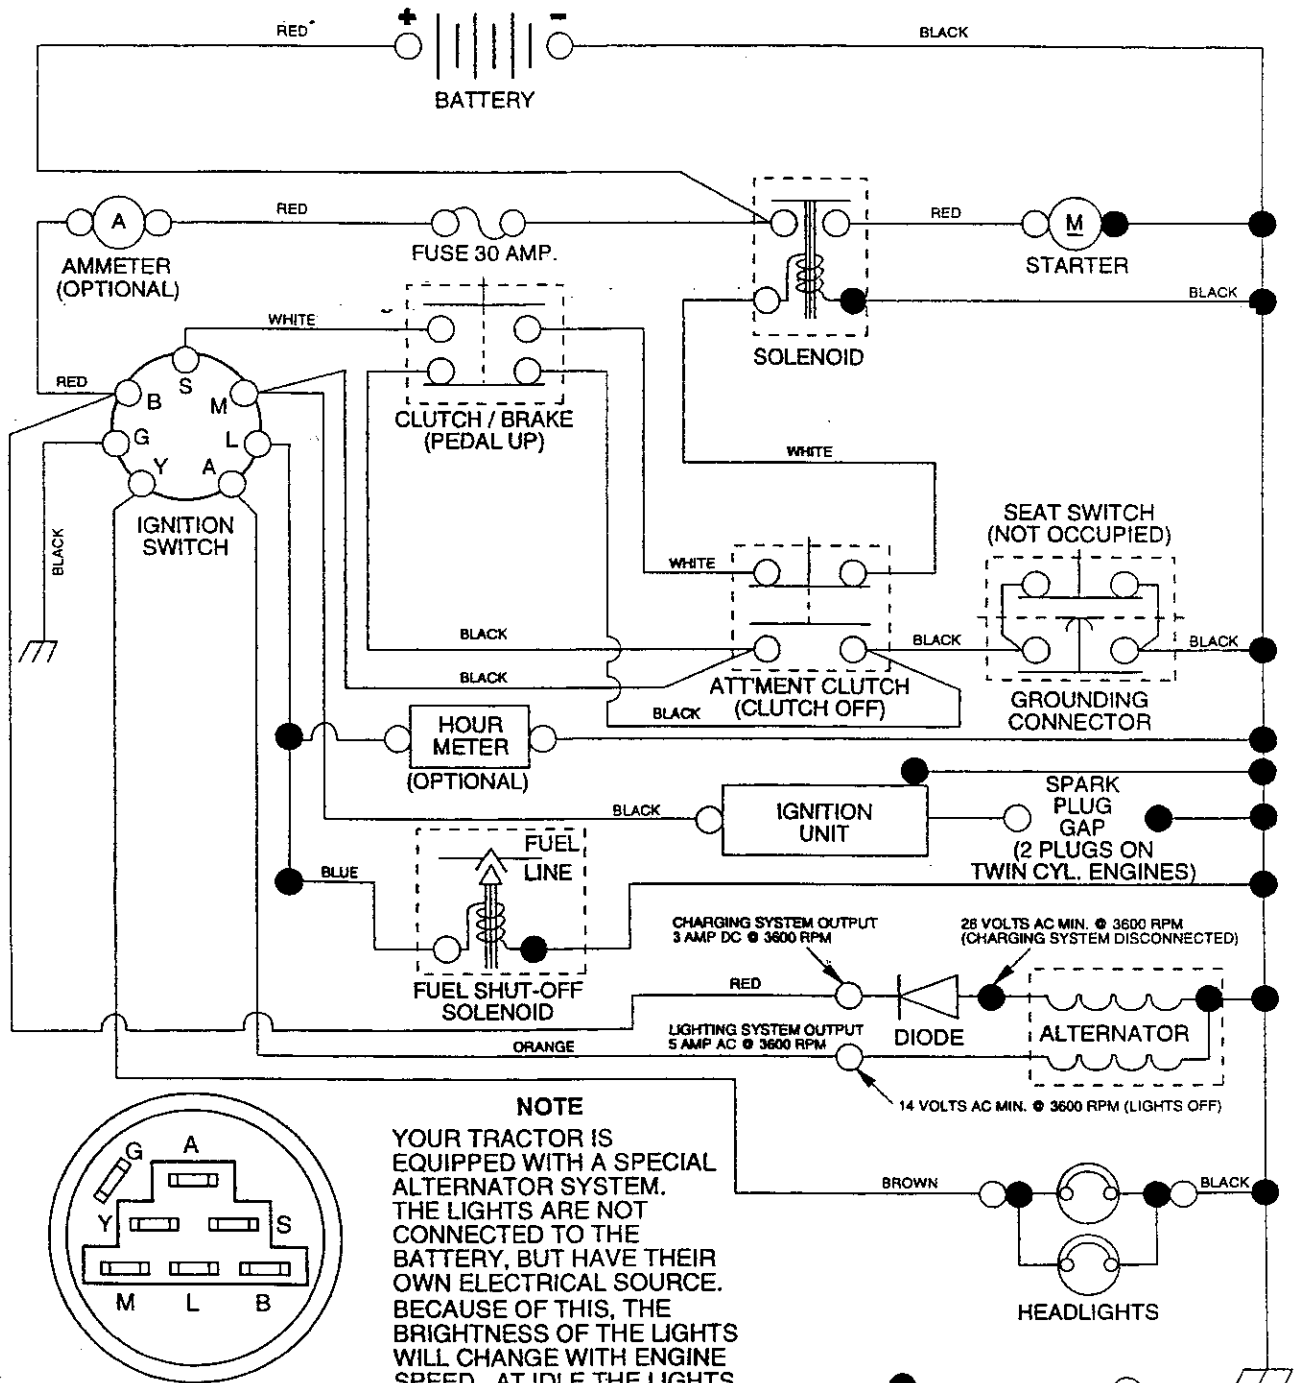 +
-
RED
BLACK
BATTERY
A
RED
RED
M
FUSE 30 AMP.
AMMETER
(OPTIONAL)
STARTER
BLACK
WHITE
SOLENOID
S
RED
B
M
G
L
Y
A
CLUTCH / BRAKE
(PEDAL UP)
WHITE
IGNITION
SWITCH
BLACK
SEAT SWITCH
(NOT OCCUPIED)
WHITE
BLACK
BLACK
BLACK
BLACK
ATT'MENT CLUTCH
(CLUTCH OFF)
BLACK
GROUNDING
CONNECTOR
HOUR
METER
(OPTIONAL)
BLACK
IGNITION
UNIT
SPARK
PLUG
GAP
(2 PLUGS ON
TWIN CYL. ENGINES)
FUEL
LINE
BLUE
FUEL SHUT-OFF
SOLENOID
CHARGING SYSTEM OUTPUT
3 AMP DC @ 3600 RPM
28 VOLTS AC MIN. @ 3600 RPM
(CHARGING SYSTEM DISCONNECTED)
RED
DIODE
ALTERNATOR
LIGHTING SYSTEM OUTPUT
5 AMP AC @ 3600 RPM
ORANGE
14 VOLTS AC MIN. @ 3600 RPM (LIGHTS OFF)
G
A
Y
S
M
L
B
NOTE
YOUR TRACTOR IS
EQUIPPED WITH A SPECIAL
ALTERNATOR SYSTEM.
THE LIGHTS ARE NOT
CONNECTED TO THE
BATTERY, BUT HAVE THEIR
OWN ELECTRICAL SOURCE.
BECAUSE OF THIS, THE
BRIGHTNESS OF THE LIGHTS
WILL CHANGE WITH ENGINE
SPEED. AT IDLE THE LIGHTS
BROWN
BLACK
HEADLIGHTS